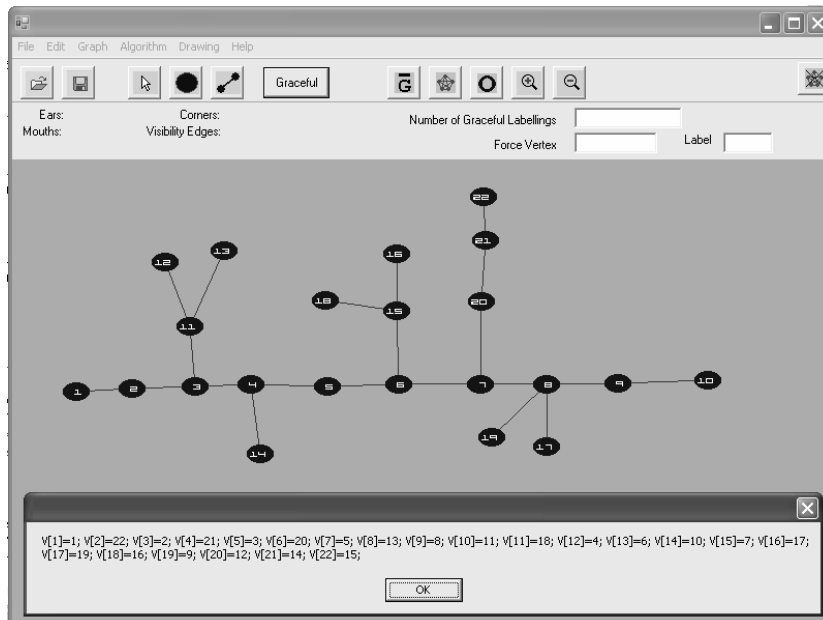 File Edit Graph Algorithm Drawing Help
Graceful
G
Ears: Corners: Number of Graceful Labellings
Mouths: Visibility Edges: Force Vertex Label
22
21
12 13 16
18 15 20
11
1 2 3 4 5 6 7 8 9 10
14 19 17
V[1]=1; V[2]=22; V[3]=2; V[4]=21; V[5]=3; V[6]=20; V[7]=5; V[8]=13; V[9]=8; V[10]=11; V[11]=18; V[12]=4; V[13]=6; V[14]=10; V[15]=7; V[16]=17;
V[17]=19; V[18]=16; V[19]=9; V[20]=12; V[21]=14; V[22]=15;
OK